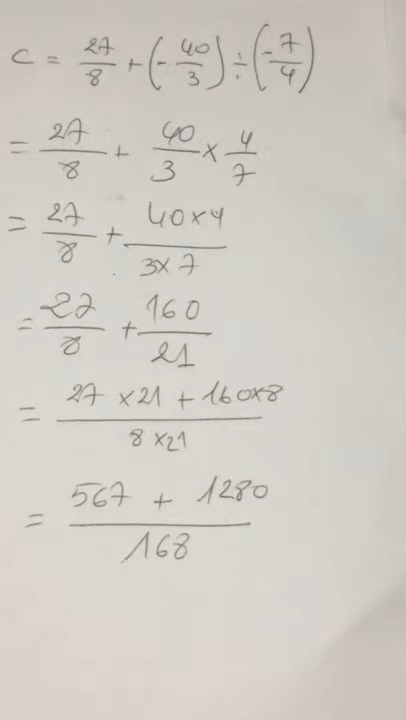 C = 27/8 + (-40/3) ÷ (-7/4)
= 27/8 + 40/3 × 4/7
= 27/8 + 40×4/3×7
= 27/8 + 160/21
= 27×21+160×8/8×21
= 567+1280/168